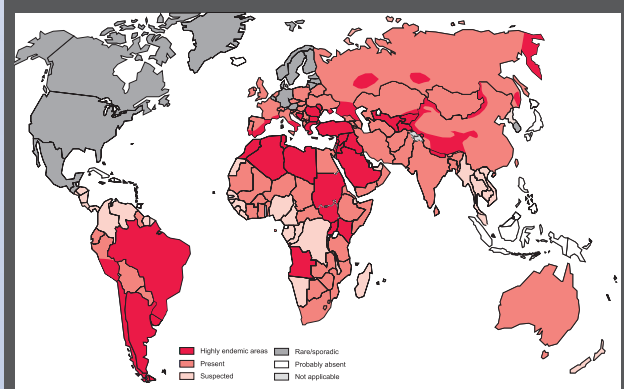 Highly endemic areas
Present
Suspected
Rare/sporadic
Probably absent
Not applicable